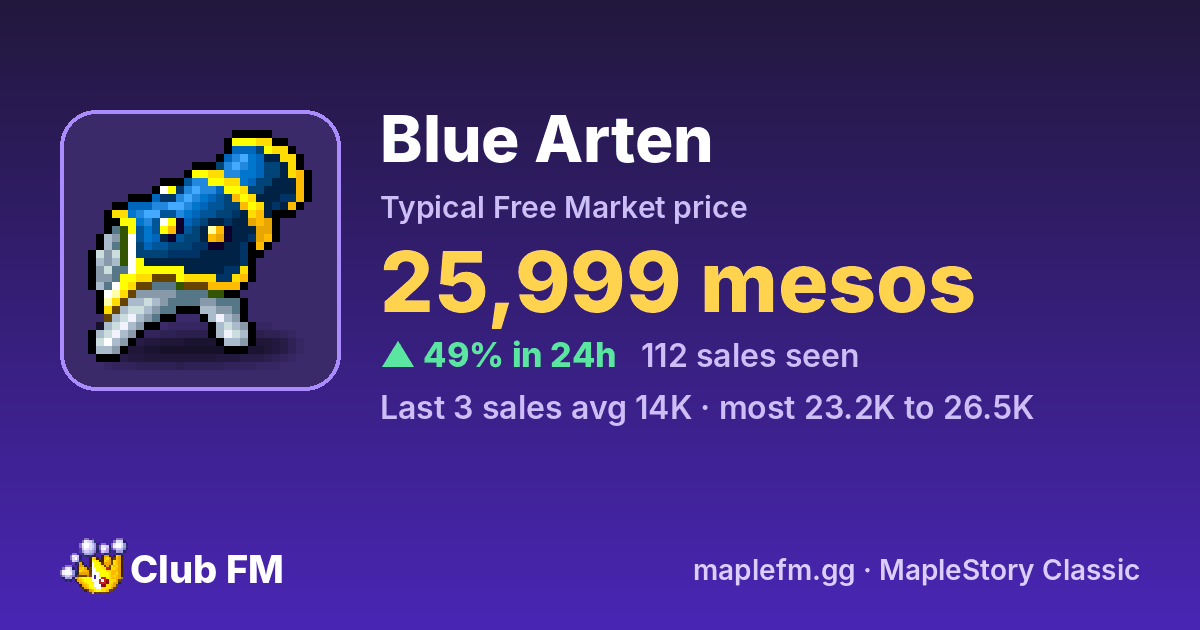 Blue Arten
Typical Free Market price
25,999 mesos
▲ 49% in 24h 112 sales seen
Last 3 sales avg 14K · most 23.2K to 26.5K
Club FM
maplefm.gg · MapleStory Classic